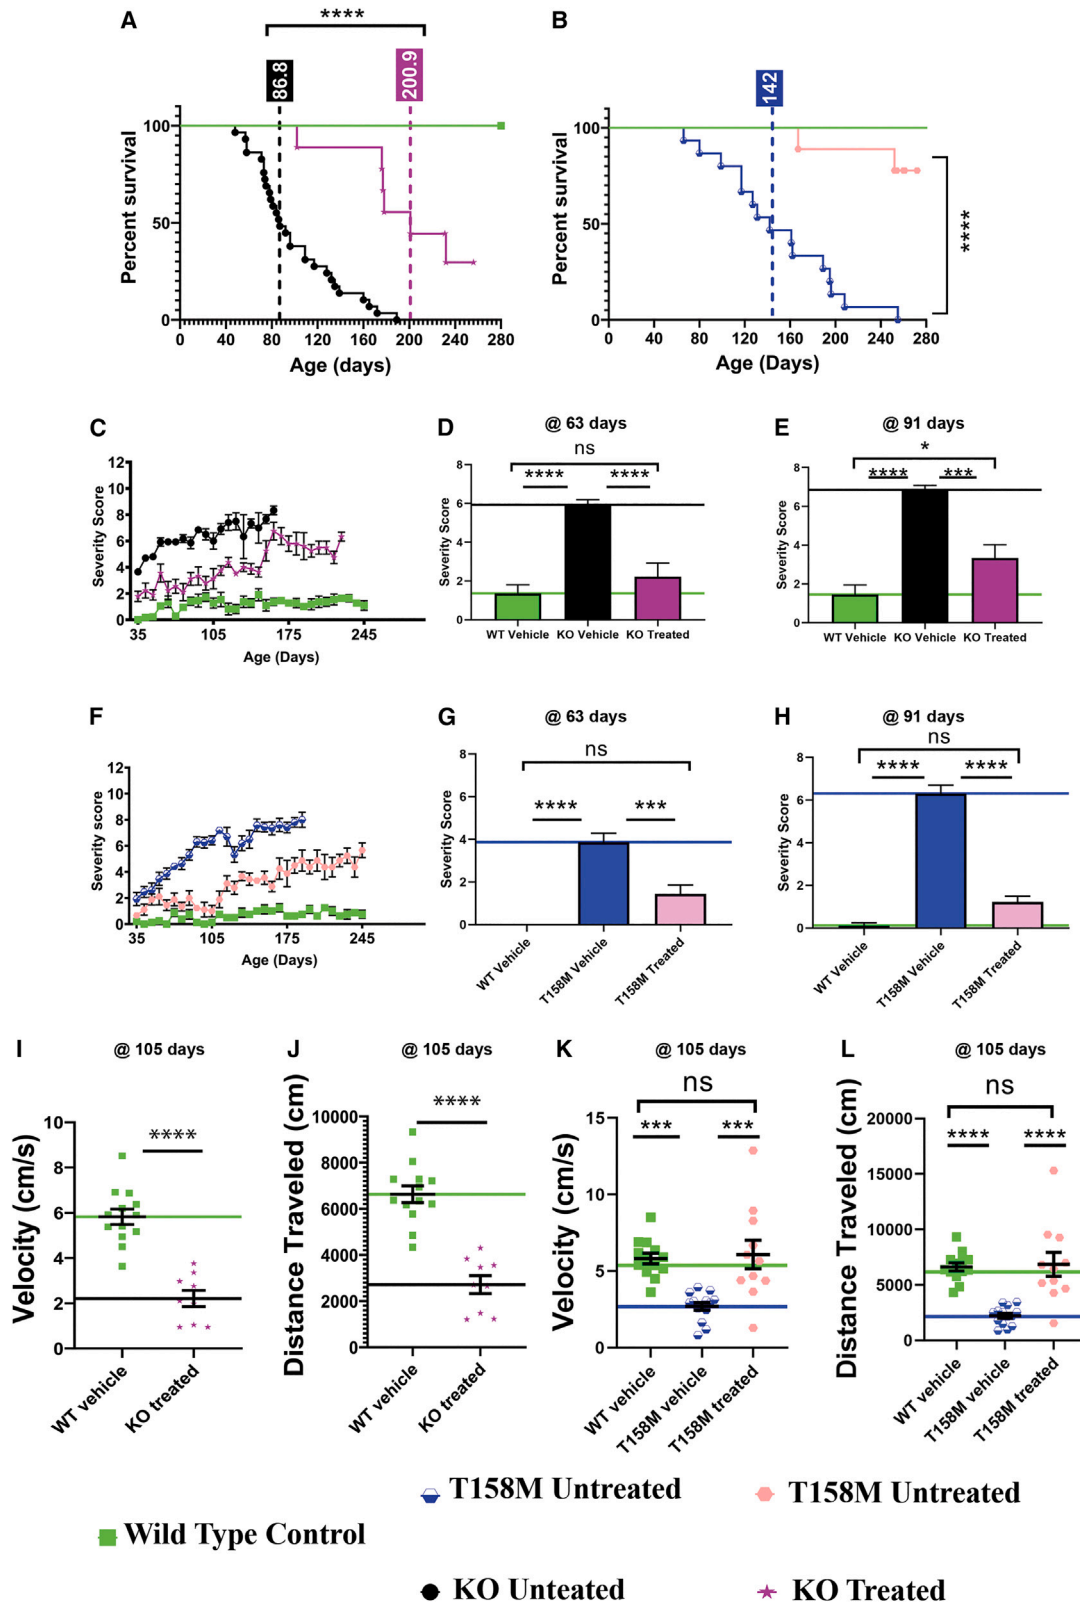 A
****
86.8
200.9
Percent survival
100
50
0
0 40 80 120 160 200 240 280
Age (days)
B
142
Percent survival
100
50
0
0 40 80 120 160 200 240 280
Age (Days)
****
C
Severity Score
12
10
8
6
4
2
0
35 105 175 245
Age (Days)
D
@ 63 days
ns
**** ****
Severity Score
8
6
4
2
0
WT Vehicle KO Vehicle KO Treated
E
@ 91 days
*
**** ***
Severity Score
8
6
4
2
0
WT Vehicle KO Vehicle KO Treated
F
Severity score
12
10
8
6
4
2
0
35 105 175 245
Age (Days)
G
@ 63 days
ns
**** ***
Severity Score
8
6
4
2
0
WT Vehicle
T158M Vehicle
T158M Treated
H
@ 91 days
ns
**** ****
Severity Score
8
6
4
2
0
WT Vehicle
T158M Vehicle
T158M Treated
I
@ 105 days
****
Velocity (cm/s)
10
8
6
4
2
0
WT vehicle
KO treated
J
@ 105 days
****
Distance Traveled (cm)
10000
8000
6000
4000
2000
0
WT vehicle
KO treated
K
@ 105 days
ns
*** ***
Velocity (cm/s)
15
10
5
0
WT vehicle
T158M vehicle
T158M treated
L
@ 105 days
ns
**** ****
Distance Traveled (cm)
20000
15000
10000
5000
0
WT vehicle
T158M vehicle
T158M treated
T158M Untreated
T158M Untreated
Wild Type Control
KO Unteated
KO Treated